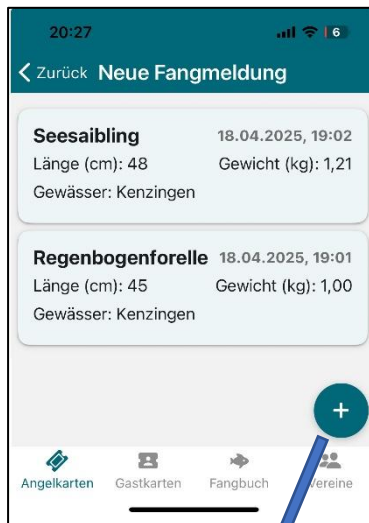 20:27 6
Zurück Neue Fangmeldung
Seesaibling 18.04.2025, 19:02
Länge (cm): 48 Gewicht (kg): 1,21
Gewässer: Kenzingen
Regenbogenforelle 18.04.2025, 19:01
Länge (cm): 45 Gewicht (kg): 1,00
Gewässer: Kenzingen
+
Angelkarten Gastkarten Fangbuch Vereine